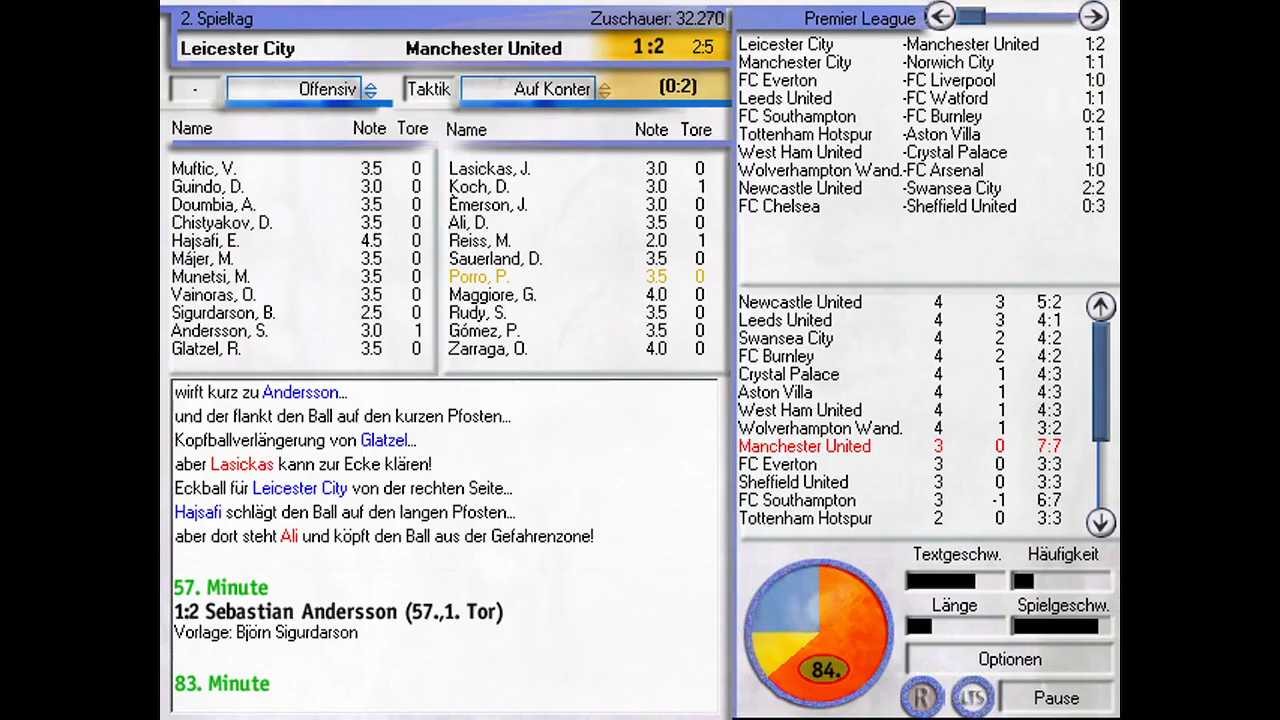 2. Spieltag Zuschauer: 32.270
Leicester City Manchester United 1:2 2:5
- Offensiv Taktik Auf Konter (0:2)
Name Note Tore Name Note Tore
Muftic, V. 3.5 0 Lasickas, J. 3.0 0
Guindo, D. 3.0 0 Koch, D. 3.0 1
Doumbia, A. 3.5 0 Èmerson, J. 3.0 0
Chistyakov, D. 3.5 0 Ali, D. 3.5 0
Hajsafi, E. 4.5 0 Reiss, M. 2.0 1
Májer, M. 3.5 0 Sauerland, D. 3.5 0
Munetsi, M. 3.5 0 Porro, P. 3.5 0
Vainoras, O. 3.5 0 Maggiore, G. 4.0 0
Sigurdarson, B. 2.5 0 Rudy, S. 3.5 0
Andersson, S. 3.0 1 Gómez, P. 3.5 0
Glatzel, R. 3.5 0 Zarraga, O. 4.0 0
wirft kurz zu Andersson...
und der flankt den Ball auf den kurzen Pfosten...
Kopfballverlängerung von Glatzel...
aber Lasickas kann zur Ecke klären!
Eckball für Leicester City von der rechten Seite...
Hajsafi schlägt den Ball auf den langen Pfosten...
aber dort steht Ali und köpft den Ball aus der Gefahrenzone!
57. Minute
1:2 Sebastian Andersson (57.,1. Tor)
Vorlage: Björn Sigurdarson
83. Minute
Premier League
Leicester City -Manchester United 1:2
Manchester City -Norwich City 1:1
FC Everton -FC Liverpool 1:0
Leeds United -FC Watford 1:1
FC Southampton -FC Burnley 0:2
Tottenham Hotspur -Aston Villa 1:1
West Ham United -Crystal Palace 1:1
Wolverhampton Wand.-FC Arsenal 1:0
Newcastle United -Swansea City 2:2
FC Chelsea -Sheffield United 0:3
Newcastle United 4 3 5:2
Leeds United 4 3 4:1
Swansea City 4 2 4:2
FC Burnley 4 2 4:2
Crystal Palace 4 1 4:3
Aston Villa 4 1 4:3
West Ham United 4 1 4:3
Wolverhampton Wand. 4 1 3:2
Manchester United 3 0 7:7
FC Everton 3 0 3:3
Sheffield United 3 0 3:3
FC Southampton 3 -1 6:7
Tottenham Hotspur 2 0 3:3
Textgeschw. Häufigkeit
Länge Spielgeschw.
84.
Optionen
R LTS Pause